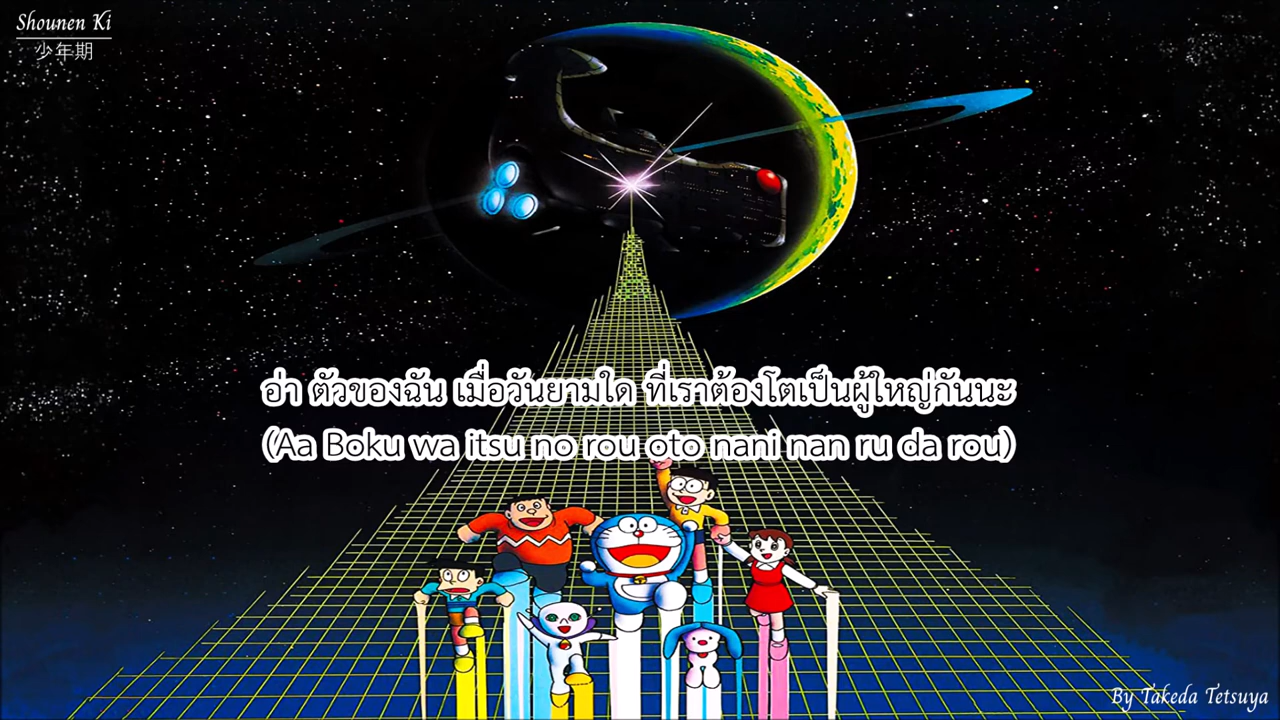 Shounen Ki
少年期
อ่า ตัวของฉัน เมื่อวันยามใด ที่เราต้องโตเป็นผู้ใหญ่กันนะ
(Aa Boku wa itsu no rou oto nani nan ru da rou)
By Takeda Tetsuya